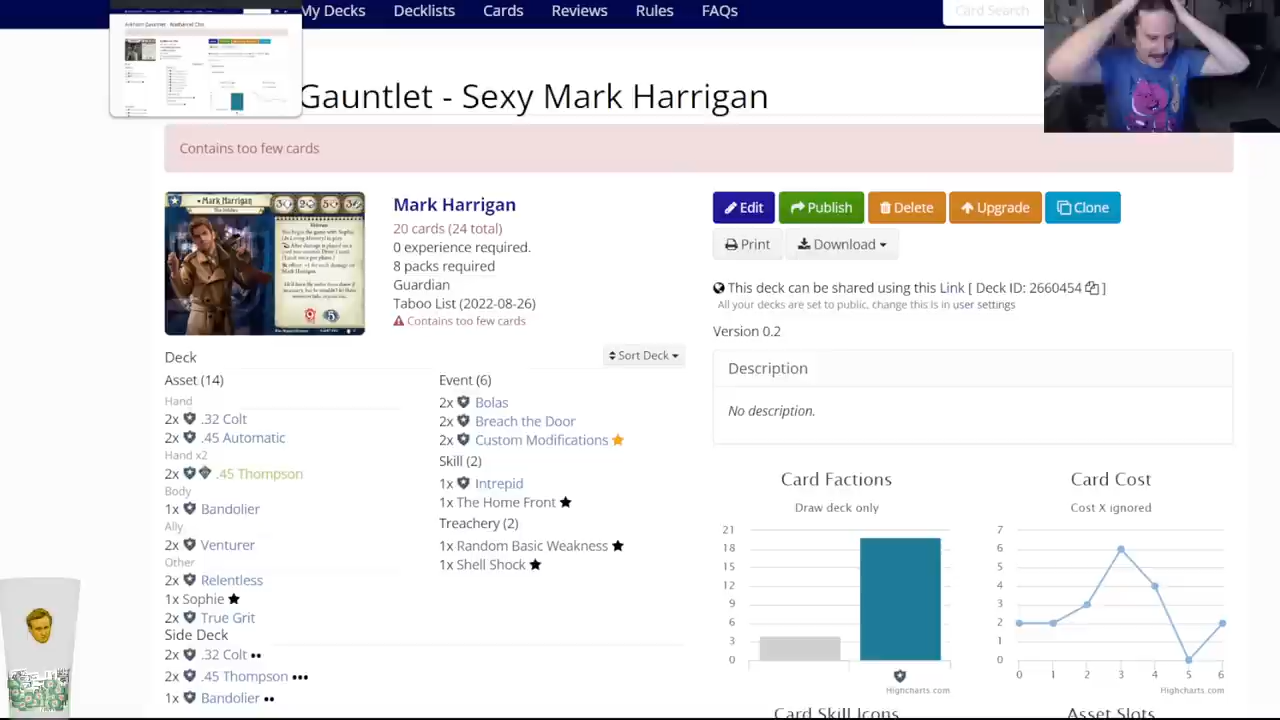 My Decks
Decklists
Cards
FAQs
Card Search
Gauntlet - Sexy Mark Harrigan
Contains too few cards
Mark Harrigan
20 cards (24 total)
0 experience required.
8 packs required
Guardian
Taboo List (2022-08-26)
Contains too few cards
Edit
Publish
Delete
Upgrade
Clone
Download
This deck can be shared using this Link [ Deck ID: 2660454 ]
All your decks are set to public, change this in user settings
Version 0.2
Description
No description.
Deck
Sort Deck
Asset (14)
Hand
2x .32 Colt
2x .45 Automatic
Hand x2
2x .45 Thompson
Body
1x Bandolier
Ally
2x Venturer
Other
2x Relentless
1x Sophie ★
2x True Grit
Side Deck
2x .32 Colt ••
2x .45 Thompson •••
1x Bandolier ••
Event (6)
2x Bolas
2x Breach the Door
2x Custom Modifications ★
Skill (2)
1x Intrepid
1x The Home Front ★
Treachery (2)
1x Random Basic Weakness ★
1x Shell Shock ★
Card Factions
Draw deck only
21
18
15
12
9
6
3
0
Highcharts.com
Card Cost
Cost X ignored
7
6
5
4
3
2
1
0
0 1 2 3 4 5 6
Highcharts.com
Card Skill Icons
Asset Slots